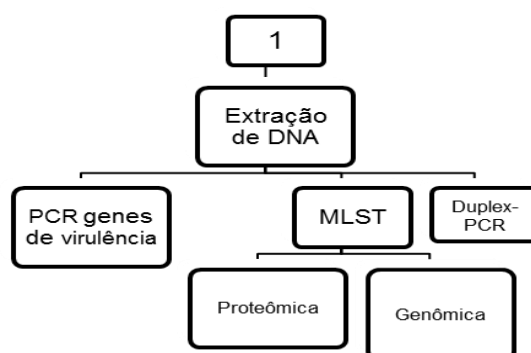 1
Extração
de DNA
PCR genes
de virulência
MLST
Duplex-
PCR
Proteômica
Genômica